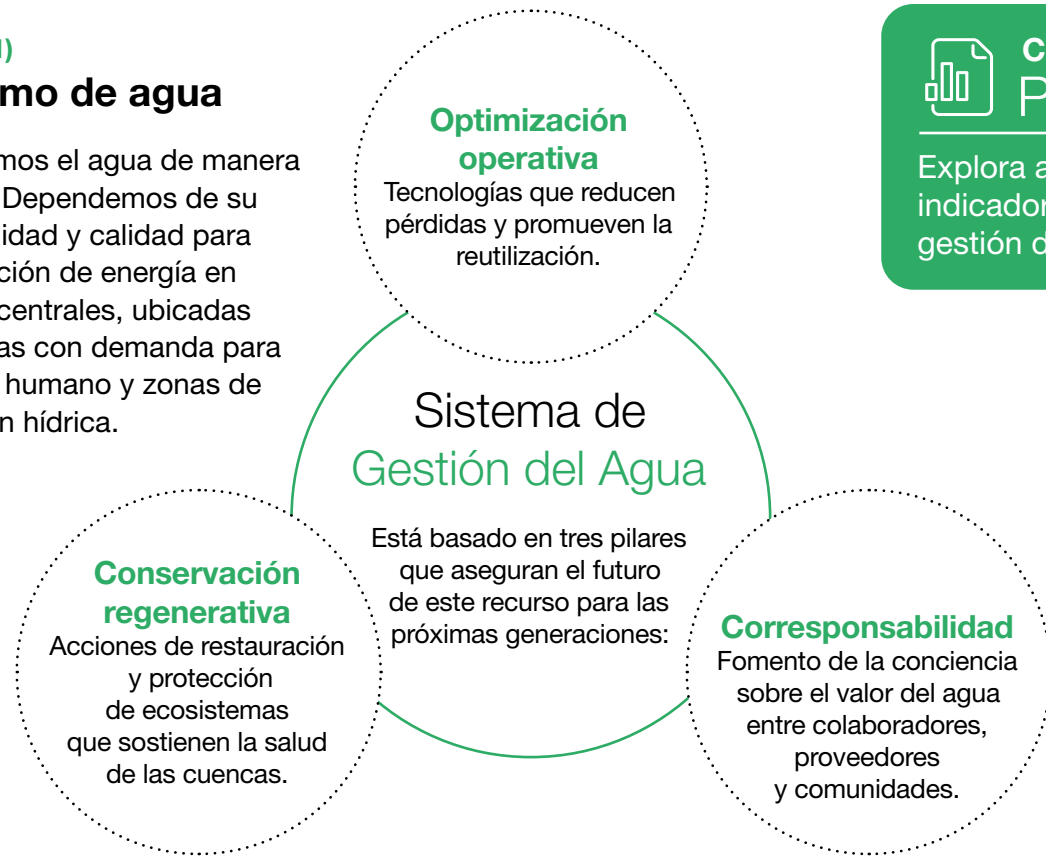 mo de agua
mos el agua de manera
Dependemos de su
idad y calidad para
ción de energía en
centrales, ubicadas
as con demanda para
humano y zonas de
n hídrica.
Optimización
operativa
Tecnologías que reducen
pérdidas y promueven la
reutilización.
C
P
Explora a
indicador
gestión d
Sistema de
Gestión del Agua
Está basado en tres pilares
que aseguran el futuro
de este recurso para las
próximas generaciones:
Conservación
regenerativa
Acciones de restauración
y protección
de ecosistemas
que sostienen la salud
de las cuencas.
Corresponsabilidad
Fomento de la conciencia
sobre el valor del agua
entre colaboradores,
proveedores
y comunidades.